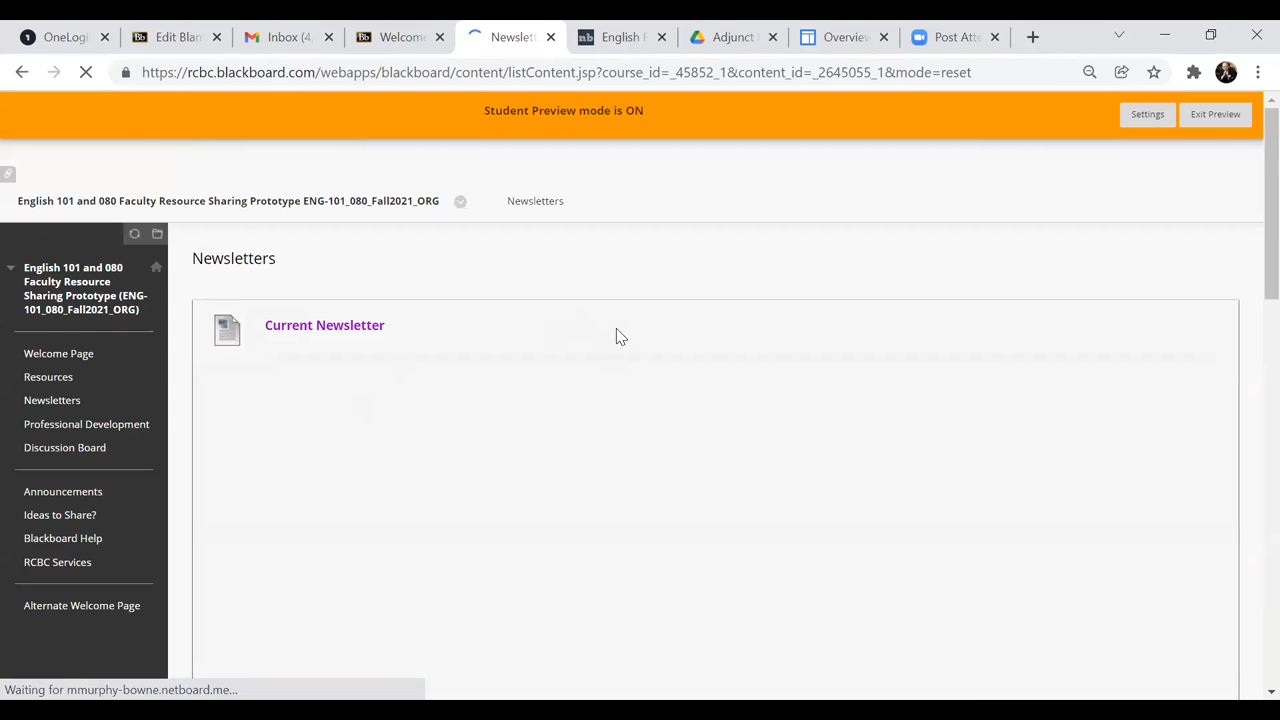 OneLogi
Edit Blan
Inbox (4
Welcome
Newslett
English F
Adjunct
Overview
Post Atte
https://rcbc.blackboard.com/webapps/blackboard/content/listContent.jsp?course_id=_45852_1&content_id=_2645055_1&mode=reset
Student Preview mode is ON
Settings
Exit Preview
English 101 and 080 Faculty Resource Sharing Prototype ENG-101_080_Fall2021_ORG
Newsletters
English 101 and 080
Faculty Resource
Sharing Prototype (ENG-
101_080_Fall2021_ORG)
Newsletters
Current Newsletter
Welcome Page
Resources
Newsletters
Professional Development
Discussion Board
Announcements
Ideas to Share?
Blackboard Help
RCBC Services
Alternate Welcome Page
Waiting for mmurphy-bowne.netboard.me...